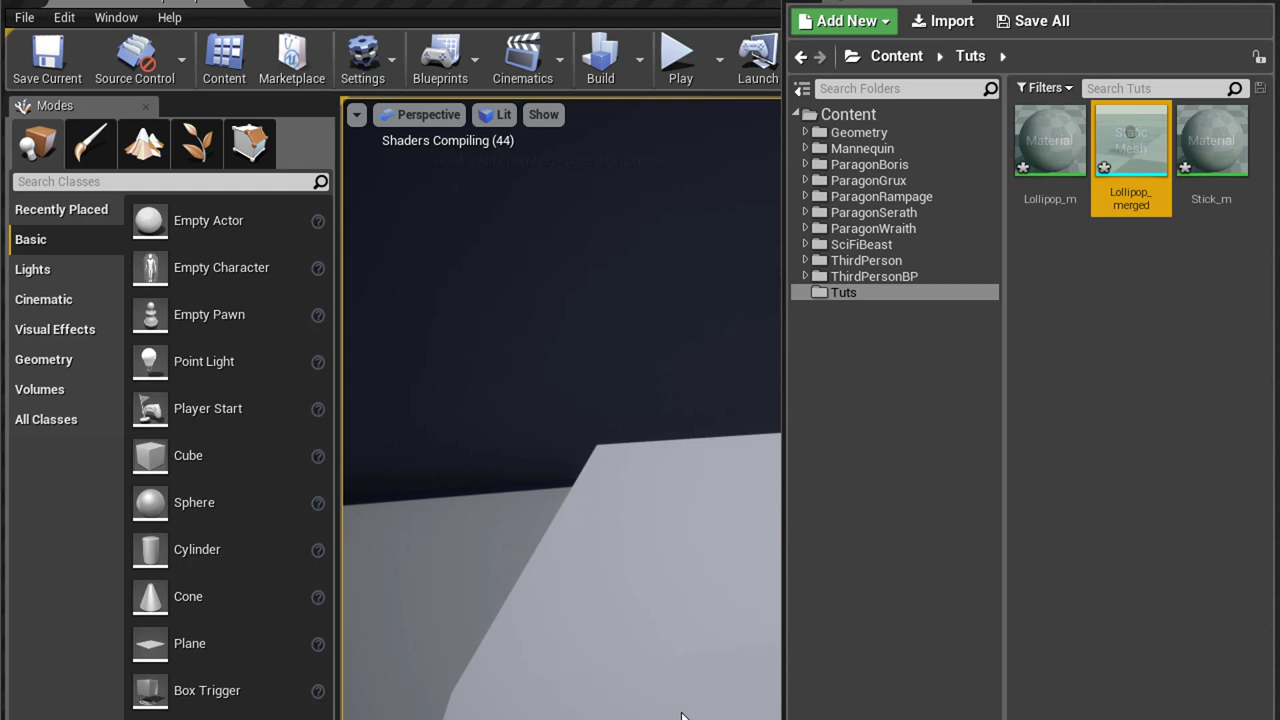 File Edit Window Help
Save Current Source Control Content Marketplace Settings Blueprints Cinematics Build Play Launch
Modes
Search Classes
Recently Placed
Basic
Lights
Cinematic
Visual Effects
Geometry
Volumes
All Classes
Empty Actor
Empty Character
Empty Pawn
Point Light
Player Start
Cube
Sphere
Cylinder
Cone
Plane
Box Trigger
Perspective Lit Show
Shaders Compiling (44)
Add New Import Save All
Content Tuts
Search Folders
Content
Geometry
Mannequin
ParagonBoris
ParagonGrux
ParagonRampage
ParagonSerath
ParagonWraith
SciFiBeast
ThirdPerson
ThirdPersonBP
Tuts
Filters Search Tuts
Material
Lollipop_m
Static
Mesh
Lollipop_
merged
Material
Stick_m